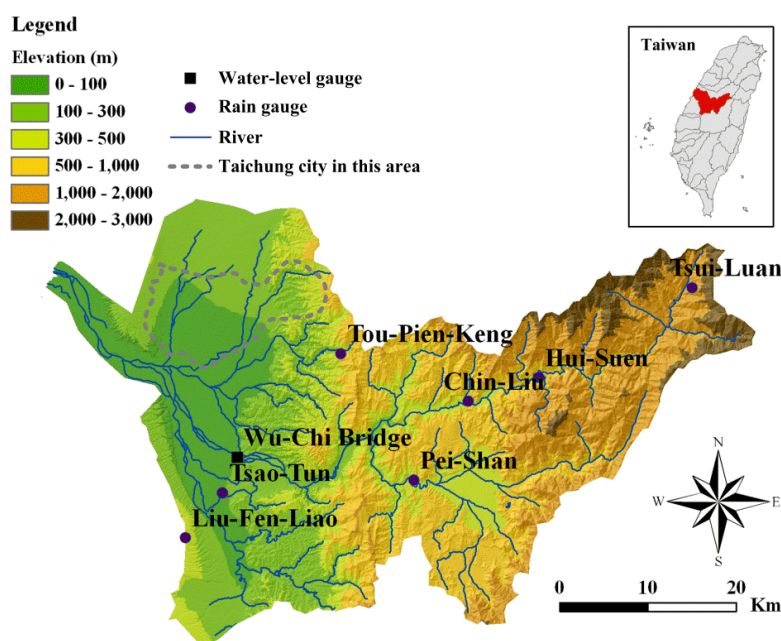 Legend
Elevation (m)
0 - 100
100 - 300
300 - 500
500 - 1,000
1,000 - 2,000
2,000 - 3,000
Water-level gauge
Rain gauge
River
Taichung city in this area
Taiwan
Tsui-Luan
Tou-Pien-Keng
Hui-Suen
Chin-Liu
Wu-Chi Bridge
Pei-Shan
Tsao-Tun
Liu-Fen-Liao
N
W E
S
0 10 20
Km